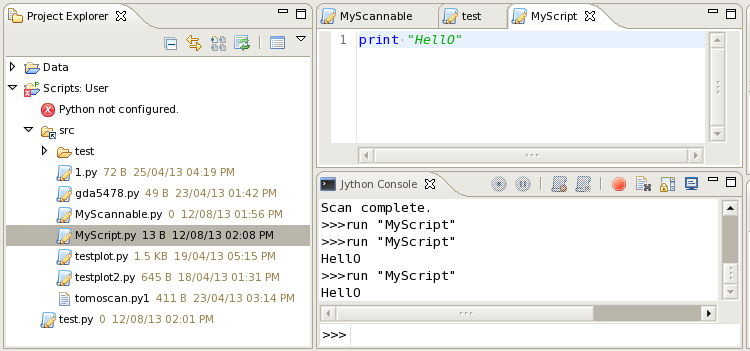 Project Explorer
Data
Scripts: User
Python not configured.
src
test
1.py 72 B 25/04/13 04:19 PM
gda5478.py 49 B 23/04/13 01:42 PM
MyScannable.py 0 12/08/13 01:56 PM
MyScript.py 13 B 12/08/13 02:08 PM
testplot.py 1.5 KB 19/04/13 05:15 PM
testplot2.py 645 B 18/04/13 01:31 PM
tomoscan.py1 411 B 23/04/13 03:14 PM
test.py 0 12/08/13 02:01 PM
MyScannable test MyScript
1 print "HellO"
Jython Console
Scan complete.
>>>run "MyScript"
>>>run "MyScript"
HellO
>>>run "MyScript"
HellO
>>>